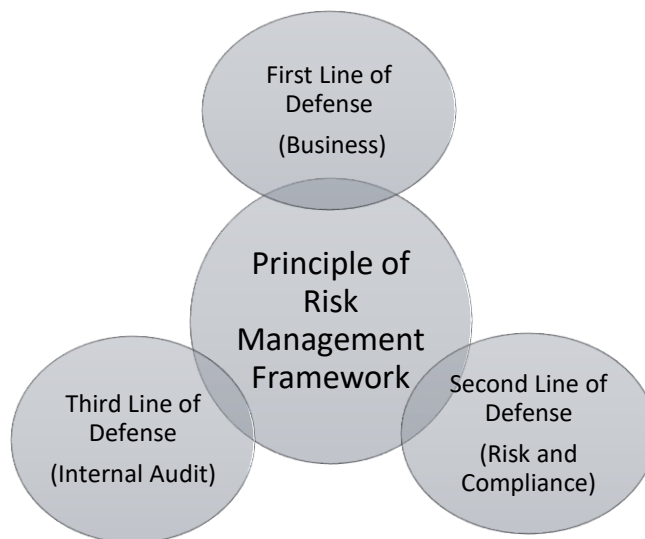 First Line of
Defense
(Business)
Principle of
Risk
Management
Framework
Second Line of
Defense
(Risk and
Compliance)
Third Line of
Defense
(Internal Audit)